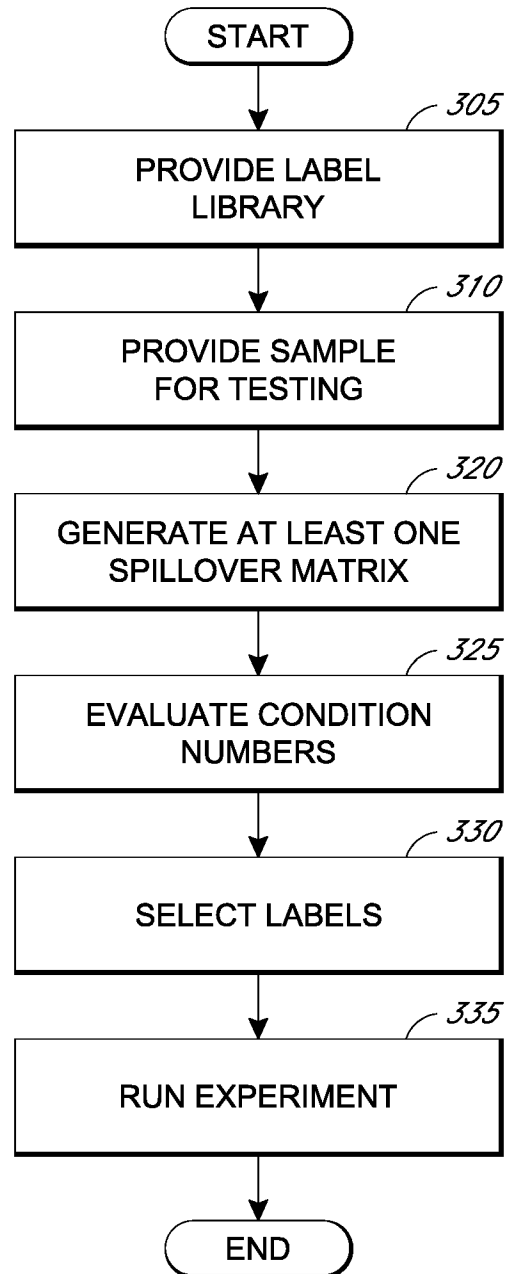 START
305
PROVIDE LABEL
LIBRARY
310
PROVIDE SAMPLE
FOR TESTING
320
GENERATE AT LEAST ONE
SPILLOVER MATRIX
325
EVALUATE CONDITION
NUMBERS
330
SELECT LABELS
335
RUN EXPERIMENT
END